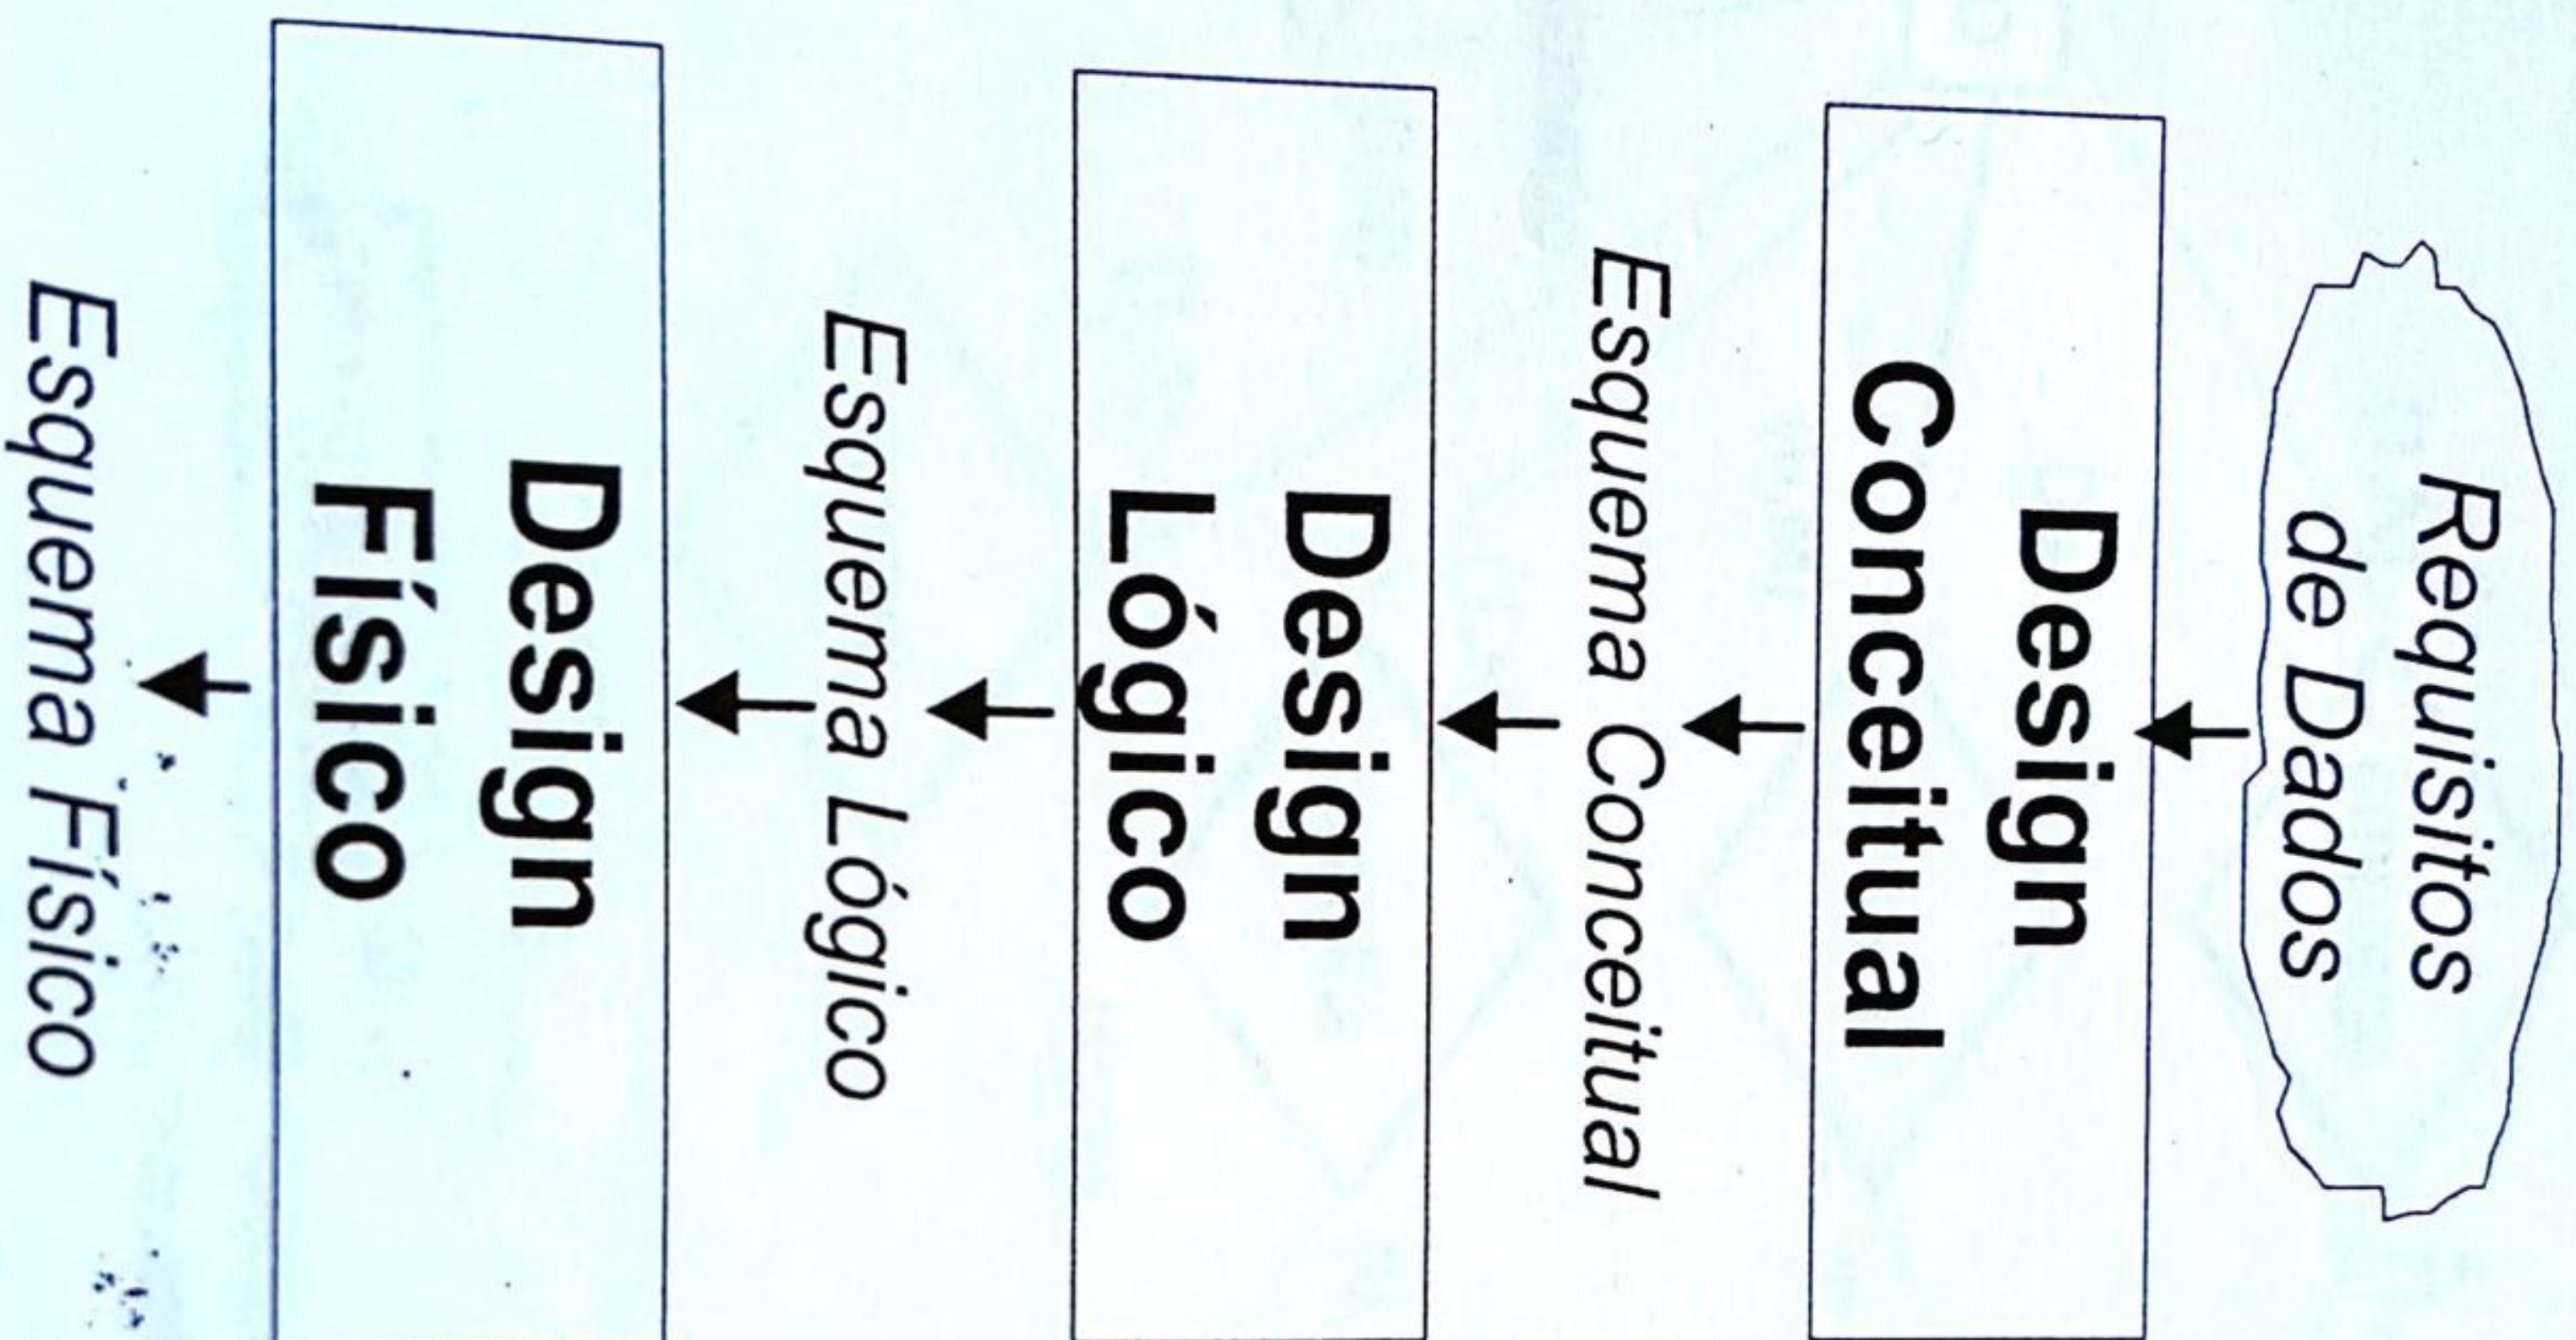 Requisitos
de Dados
Design
Conceitual
Esquema Conceitual
Design
Lógico
Esquema Lógico
Design
Físico
Esquema Físico